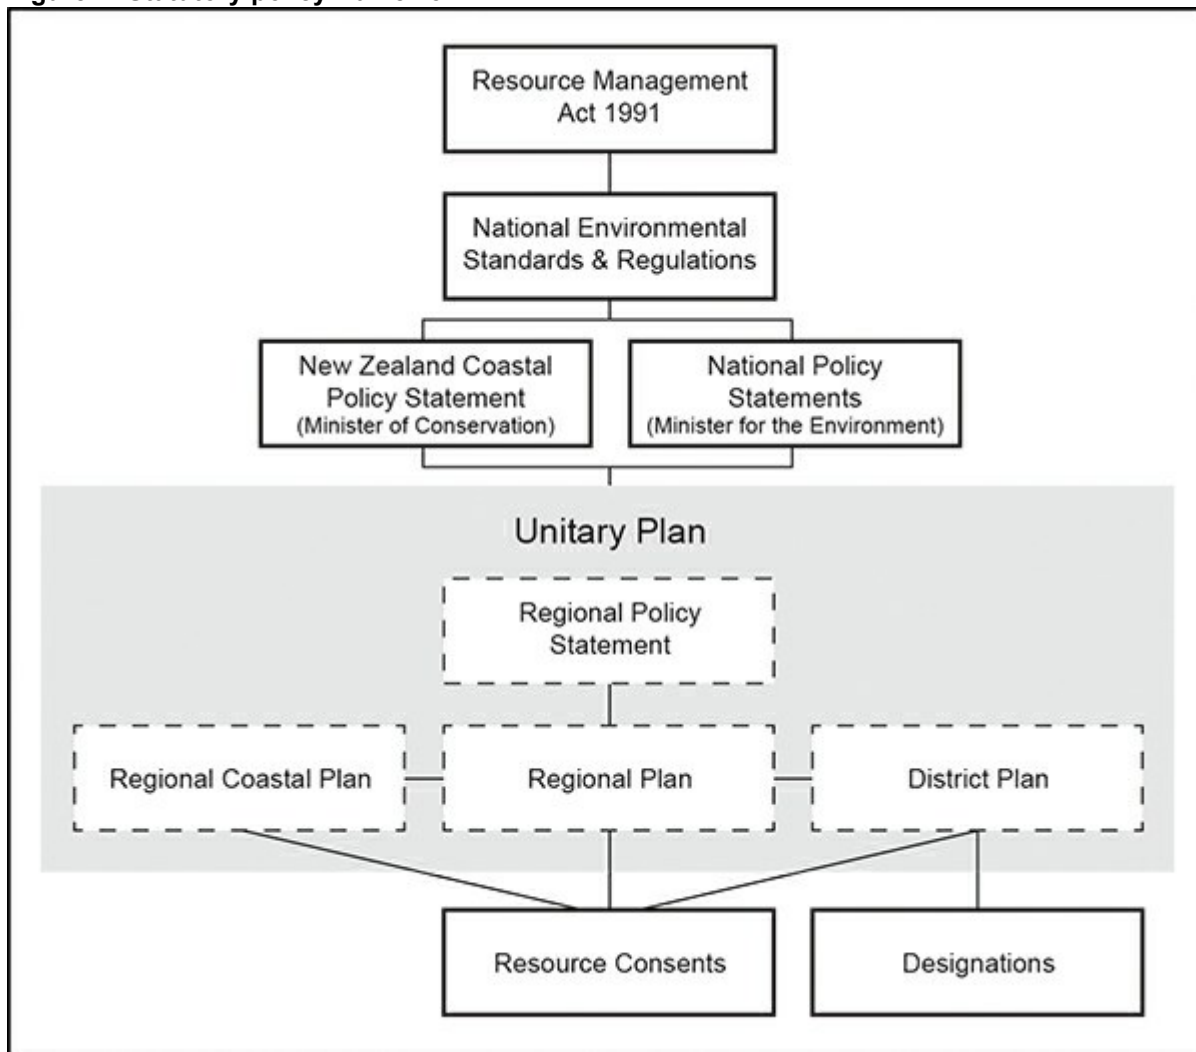 Resource Management
Act 1991
National Environmental
Standards & Regulations
New Zealand Coastal
Policy Statement
(Minister of Conservation)
National Policy
Statements
(Minister for the Environment)
Unitary Plan
Regional Policy
Statement
Regional Coastal Plan
Regional Plan
District Plan
Resource Consents
Designations